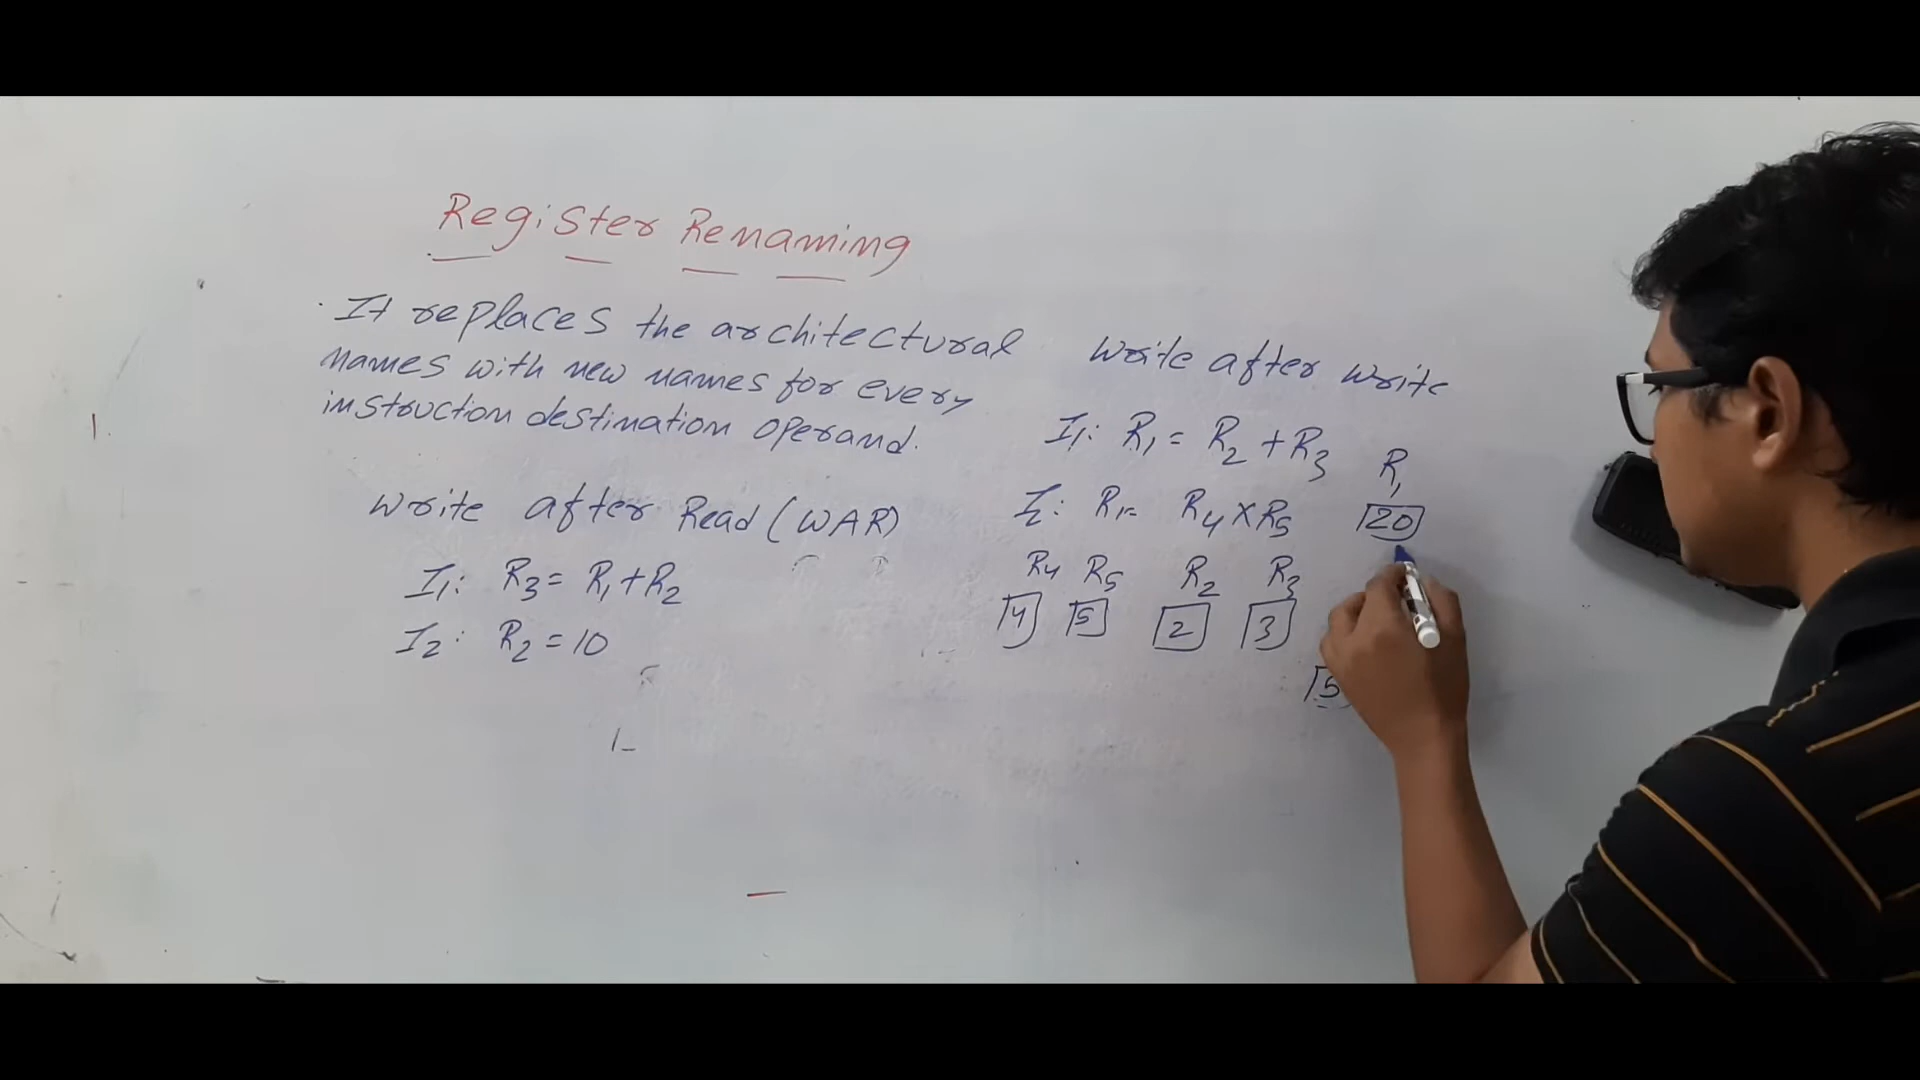 Register Renaming
It replaces the architectural
names with new names for every
instruction destination operand.
Write after Read (WAR)
I1: R3 = R1 + R2
I2: R2 = 10
Write after write
I1: R1 = R2 + R3
I2: R1= R4 X R5
R1
20
R4 R5 R2 R3
4 5 2 3
5